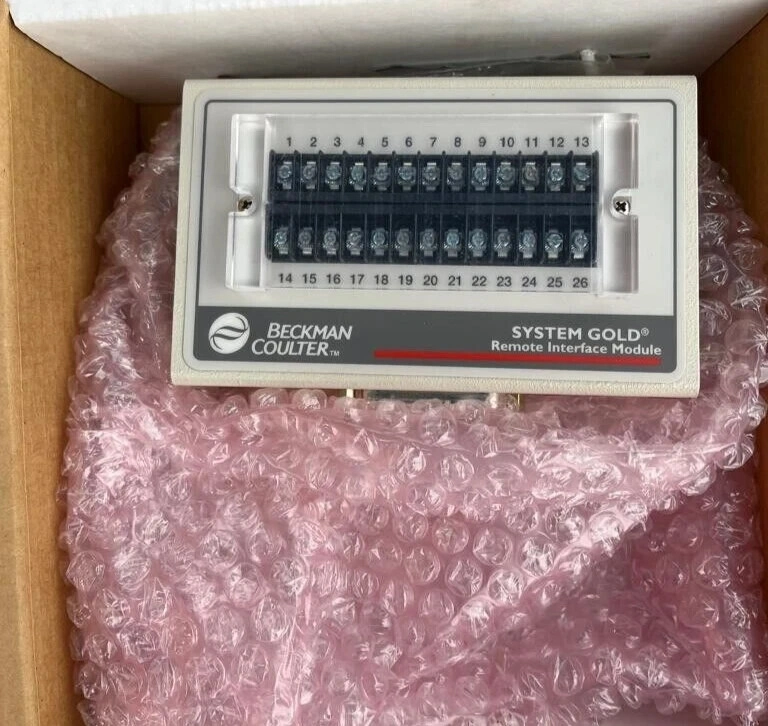 1 2 3 4 5 6 7 8 9 10 11 12 13
14 15 16 17 18 19 20 21 22 23 24 25 26
BECKMAN
COULTER™
SYSTEM GOLD®
Remote Interface Module